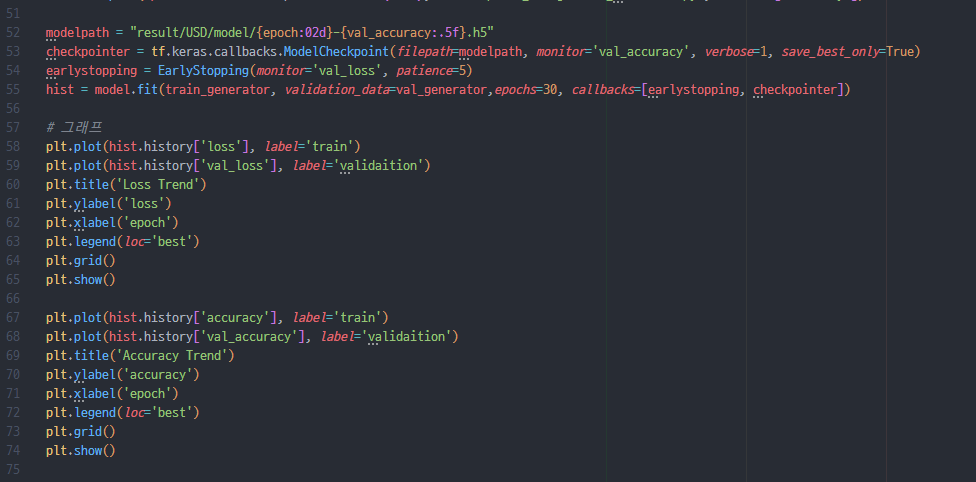 51
52 modelpath = "result/USD/model/{epoch:02d}-{val_accuracy:.5f}.h5"
53 checkpointer = tf.keras.callbacks.ModelCheckpoint(filepath=modelpath, monitor='val_accuracy', verbose=1, save_best_only=True)
54 earlystopping = EarlyStopping(monitor='val_loss', patience=5)
55 hist = model.fit(train_generator, validation_data=val_generator,epochs=30, callbacks=[earlystopping, checkpointer])
56
57 # 그래프
58 plt.plot(hist.history['loss'], label='train')
59 plt.plot(hist.history['val_loss'], label='validaition')
60 plt.title('Loss Trend')
61 plt.ylabel('loss')
62 plt.xlabel('epoch')
63 plt.legend(loc='best')
64 plt.grid()
65 plt.show()
66
67 plt.plot(hist.history['accuracy'], label='train')
68 plt.plot(hist.history['val_accuracy'], label='validaition')
69 plt.title('Accuracy Trend')
70 plt.ylabel('accuracy')
71 plt.xlabel('epoch')
72 plt.legend(loc='best')
73 plt.grid()
74 plt.show()
75